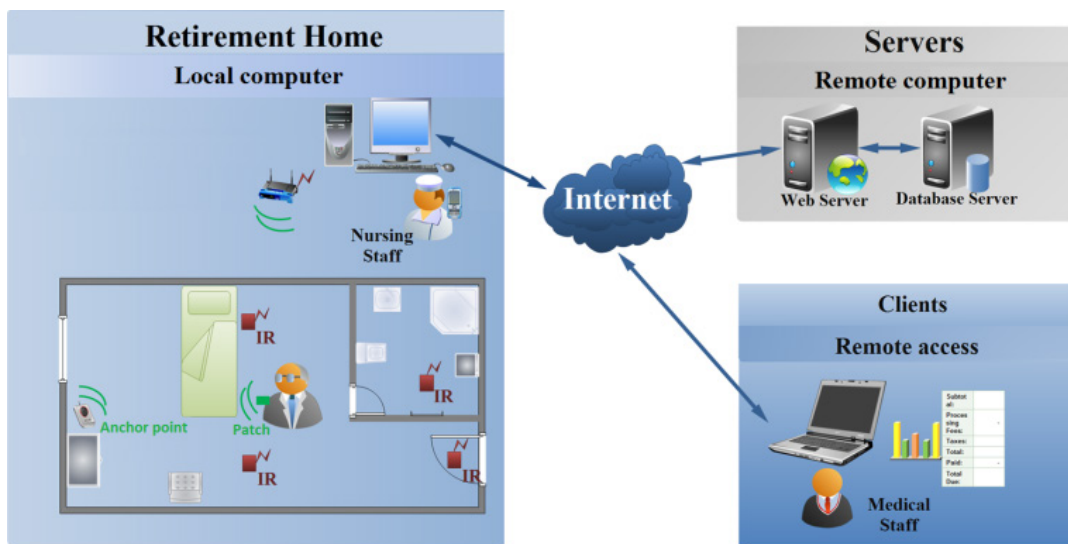 Retirement Home
Local computer
Nursing
Staff
IR
IR
IR
IR
Anchor point
Patch
Internet
Servers
Remote computer
Web Server
Database Server
Clients
Remote access
Subtot
al:
Proces
sing
Fees:
-
Taxes:
Total:
Paid:
-
Total
Due:
Medical
Staff